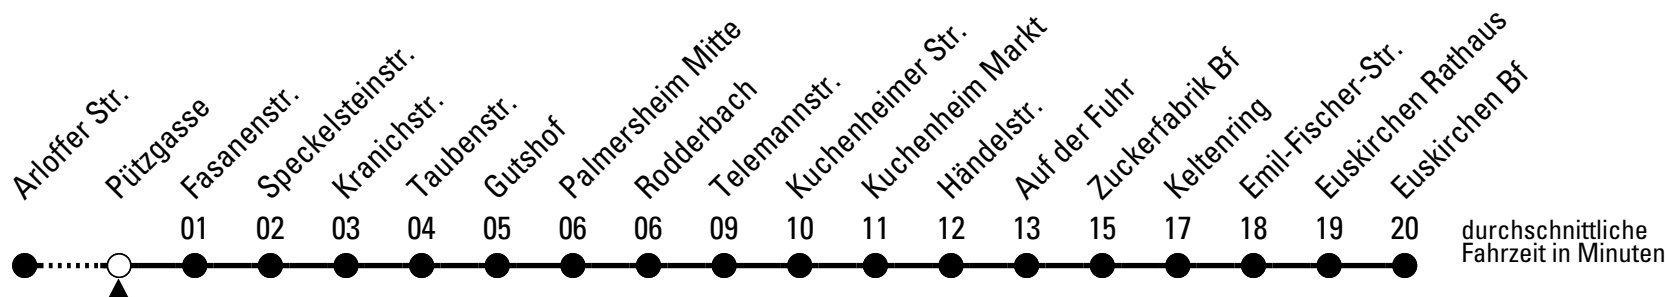 Arloffer Str.
Pützgasse
Fasanenstr.
Speckelsteinstr.
Kranichstr.
Taubenstr.
Gutshof
Palmersheim Mitte
Rodderbach
Telemannstr.
Kuchenheimer Str.
Kuchenheim Markt
Händelstr.
Auf der Fuhr
Zuckerfabrik Bf
Keltenring
Emil-Fischer-Str.
Euskirchen Rathaus
Euskirchen Bf
01 02 03 04 05 06 06 09 10 11 12 13 15 17 18 19 20
durchschnittliche
Fahrzeit in Minuten